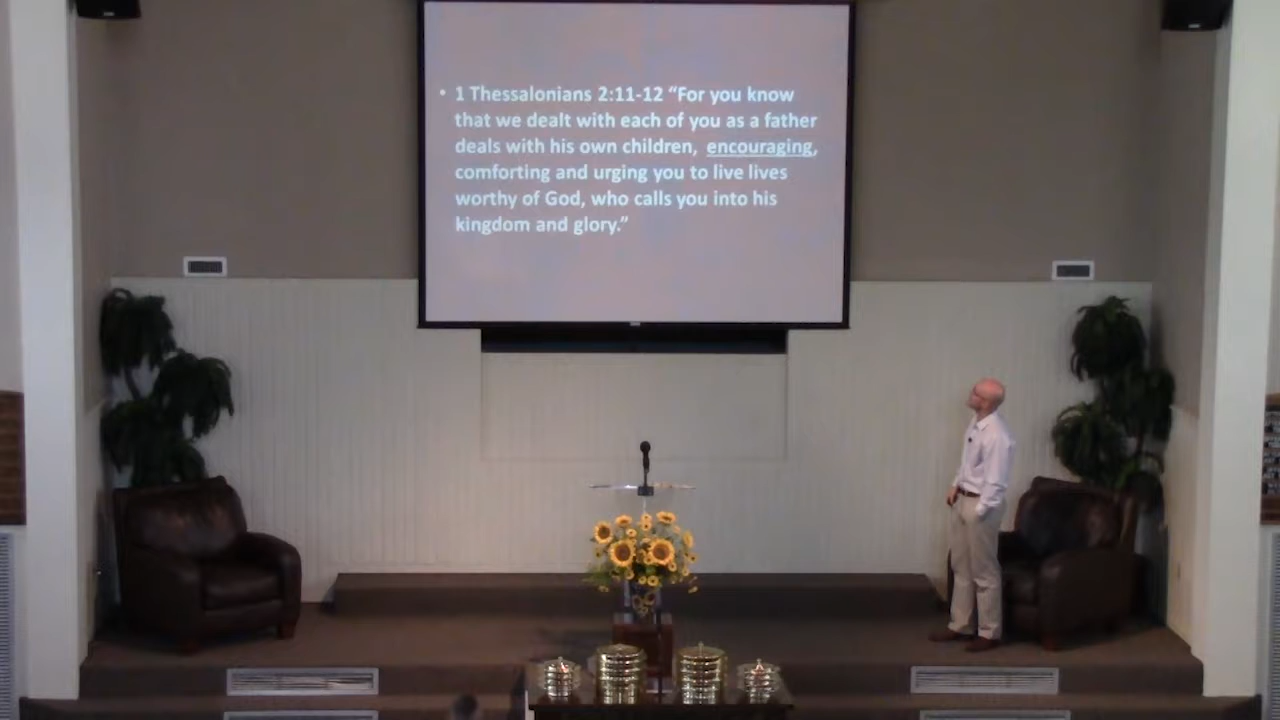 • 1 Thessalonians 2:11-12 “For you know
that we dealt with each of you as a father
deals with his own children, encouraging,
comforting and urging you to live lives
worthy of God, who calls you into his
kingdom and glory.”